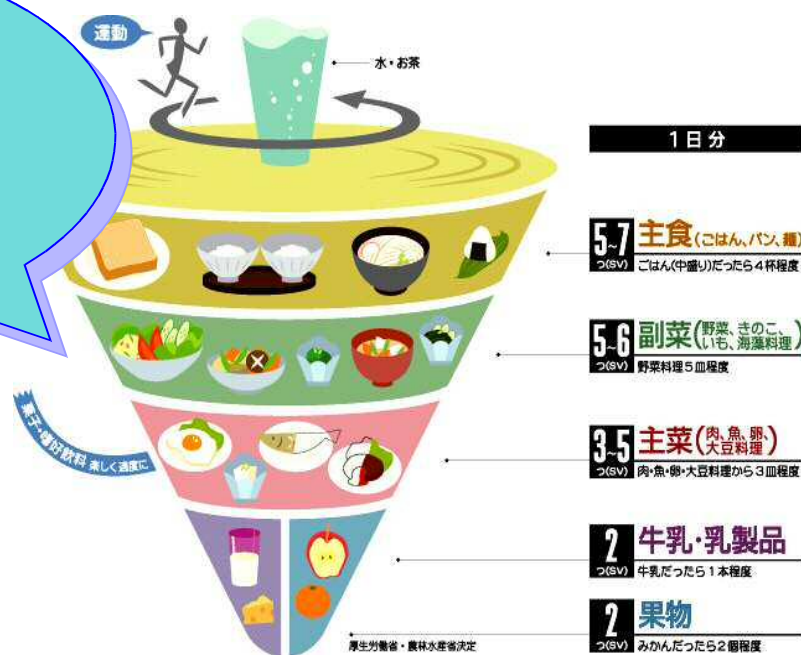 運動
水・お茶
1日分
5~7 つ(SV)
主食(ごはん、パン、麺)
ごはん(中盛り)だったら4杯程度
5~6 つ(SV)
副菜(野菜、きのこ、いも、海藻料理)
野菜料理5皿程度
菓子・嗜好飲料 楽しく適度に
3~5 つ(SV)
主菜(肉、魚、卵、大豆料理)
肉・魚・卵・大豆料理から3皿程度
2 つ(SV)
牛乳・乳製品
牛乳だったら1本程度
2 つ(SV)
果物
みかんだったら2個程度
厚生労働省・農林水産省決定